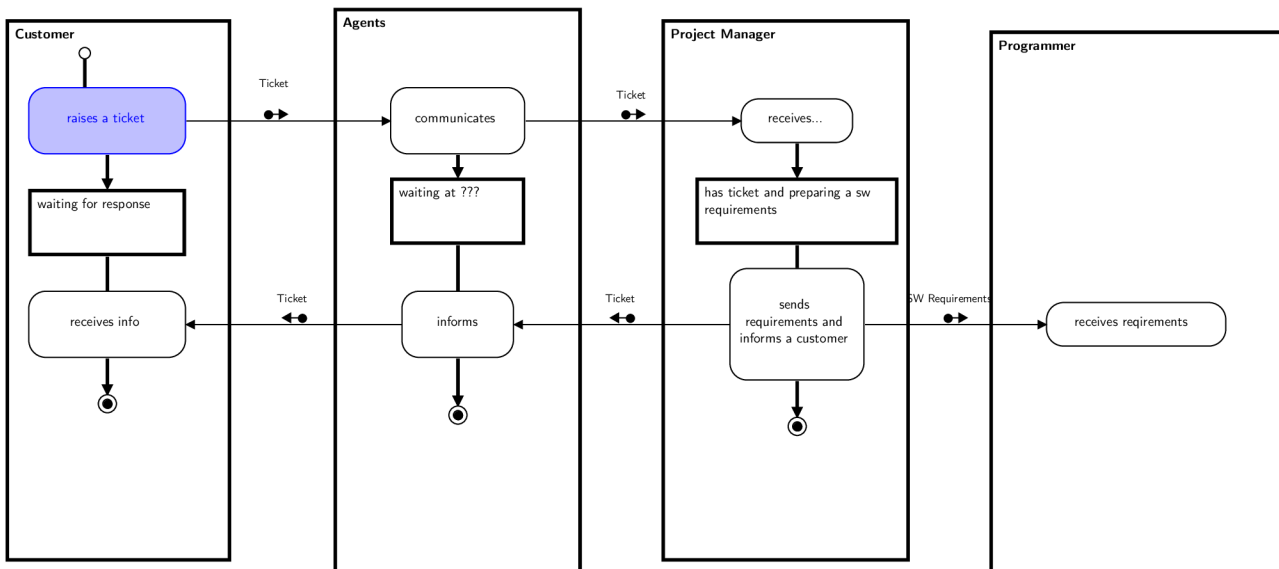 Customer
Agents
Project Manager
Programmer
Ticket
Ticket
raises a ticket
communicates
receives...
waiting for response
waiting at ???
has ticket and preparing a sw
requirements
Ticket
Ticket
SW Requirements
receives info
informs
sends
requirements and
informs a customer
receives reqirements